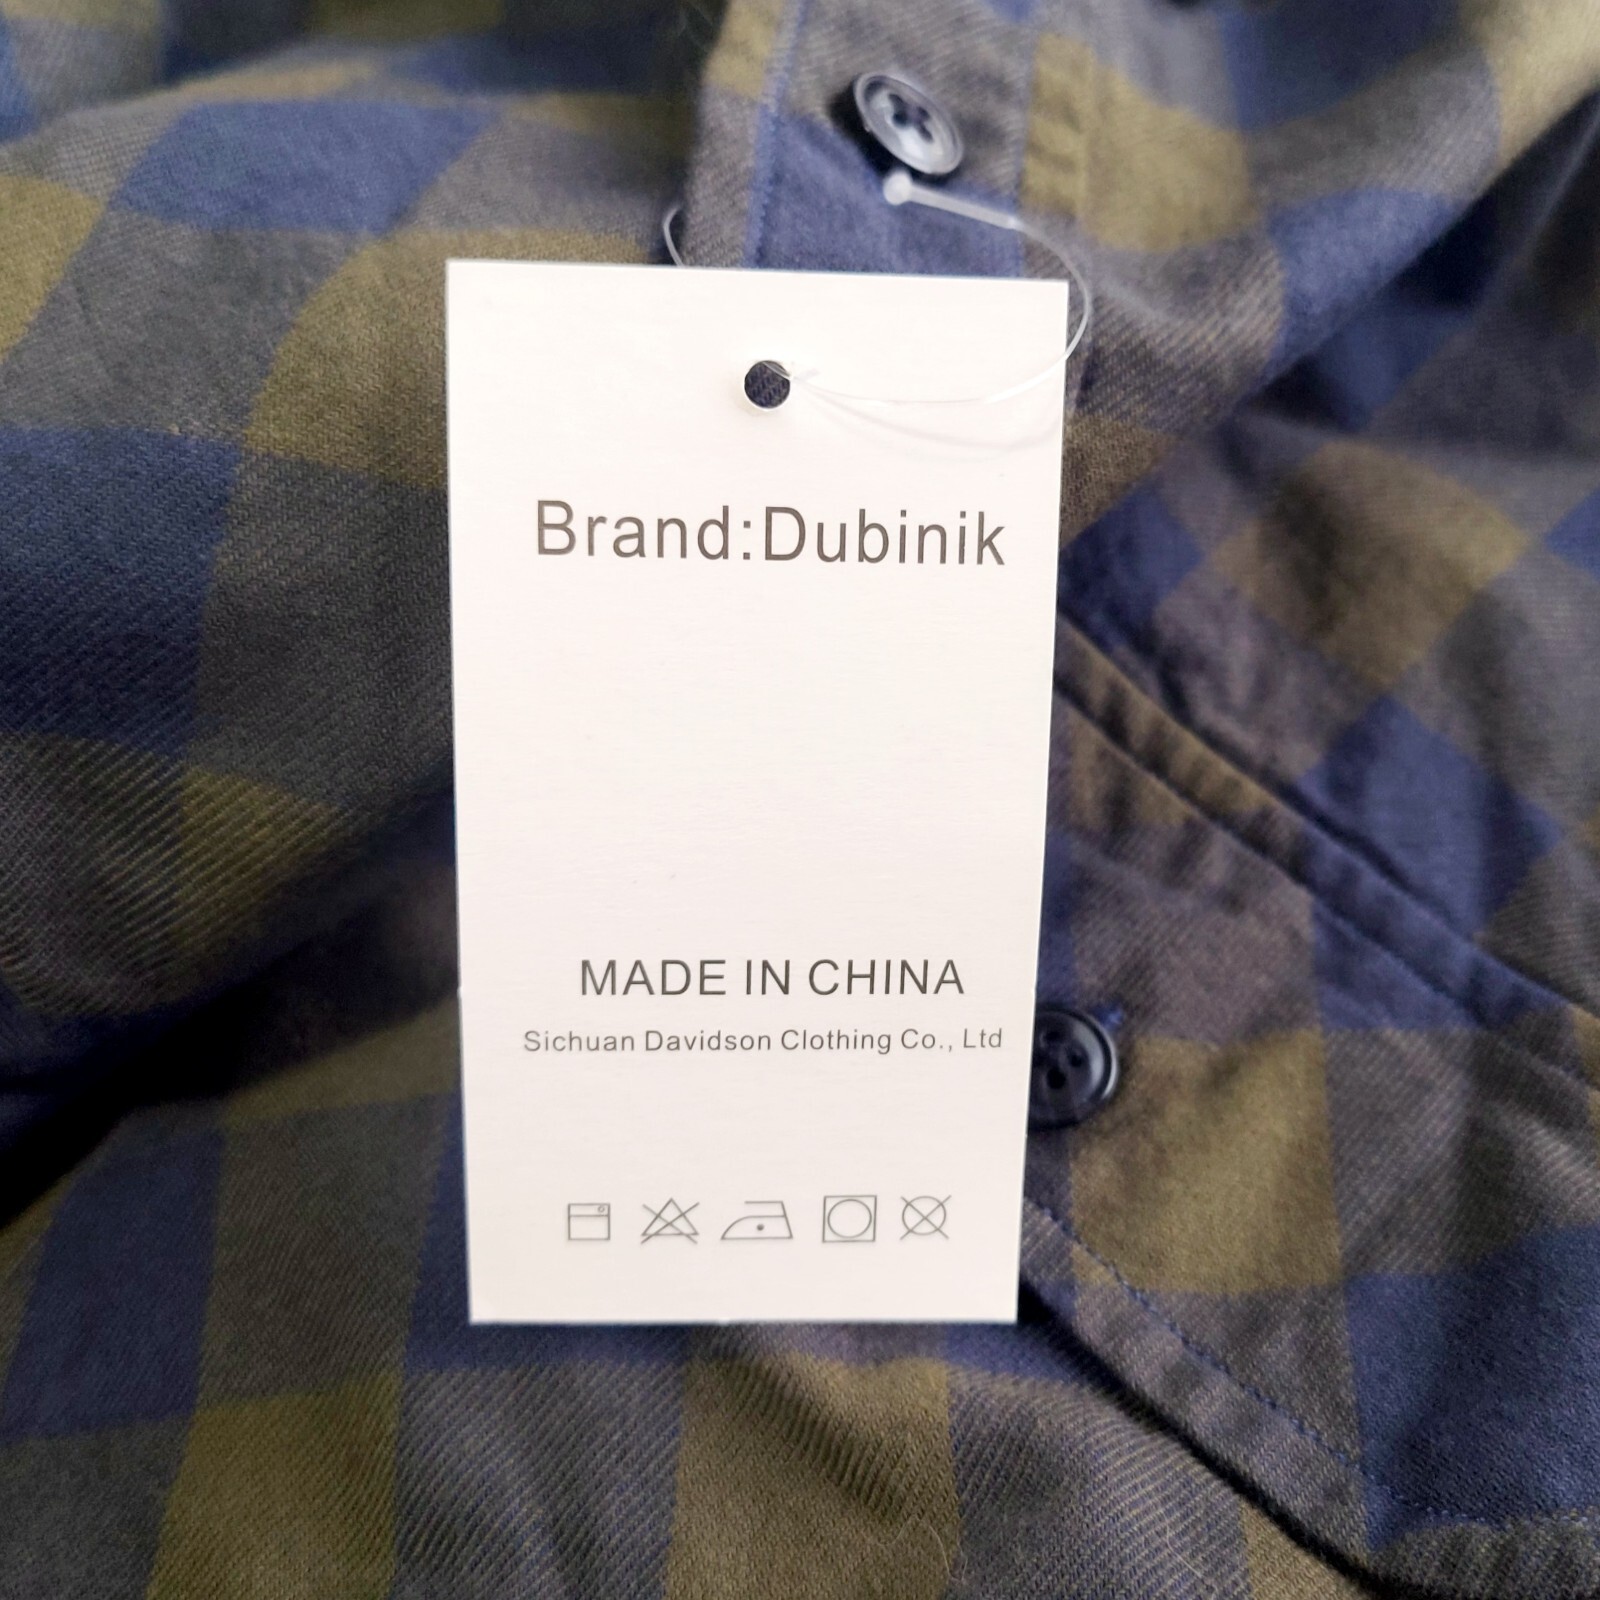 Brand:Dubinik
MADE IN CHINA
Sichuan Davidson Clothing Co., Ltd